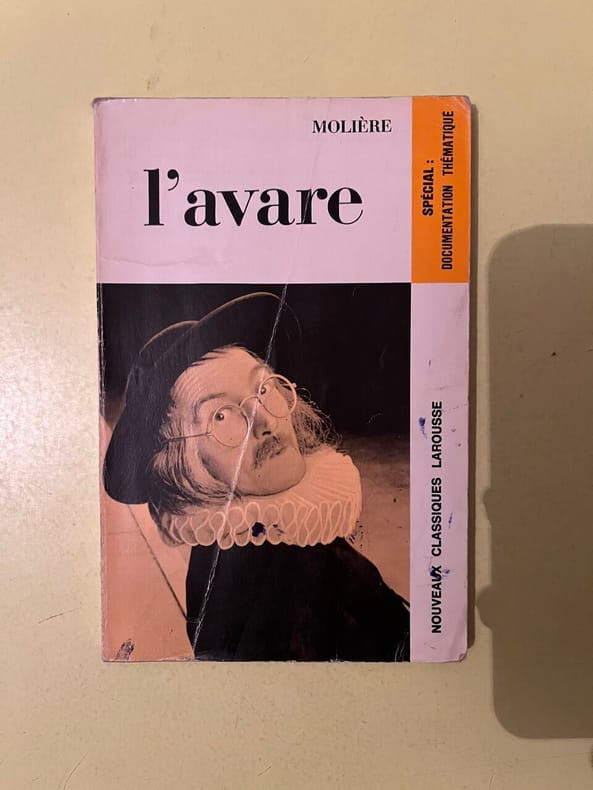 MOLIÈRE
l'avare
SPÉCIAL :
DOCUMENTATION THÉMATIQUE
NOUVEAUX CLASSIQUES LAROUSSE